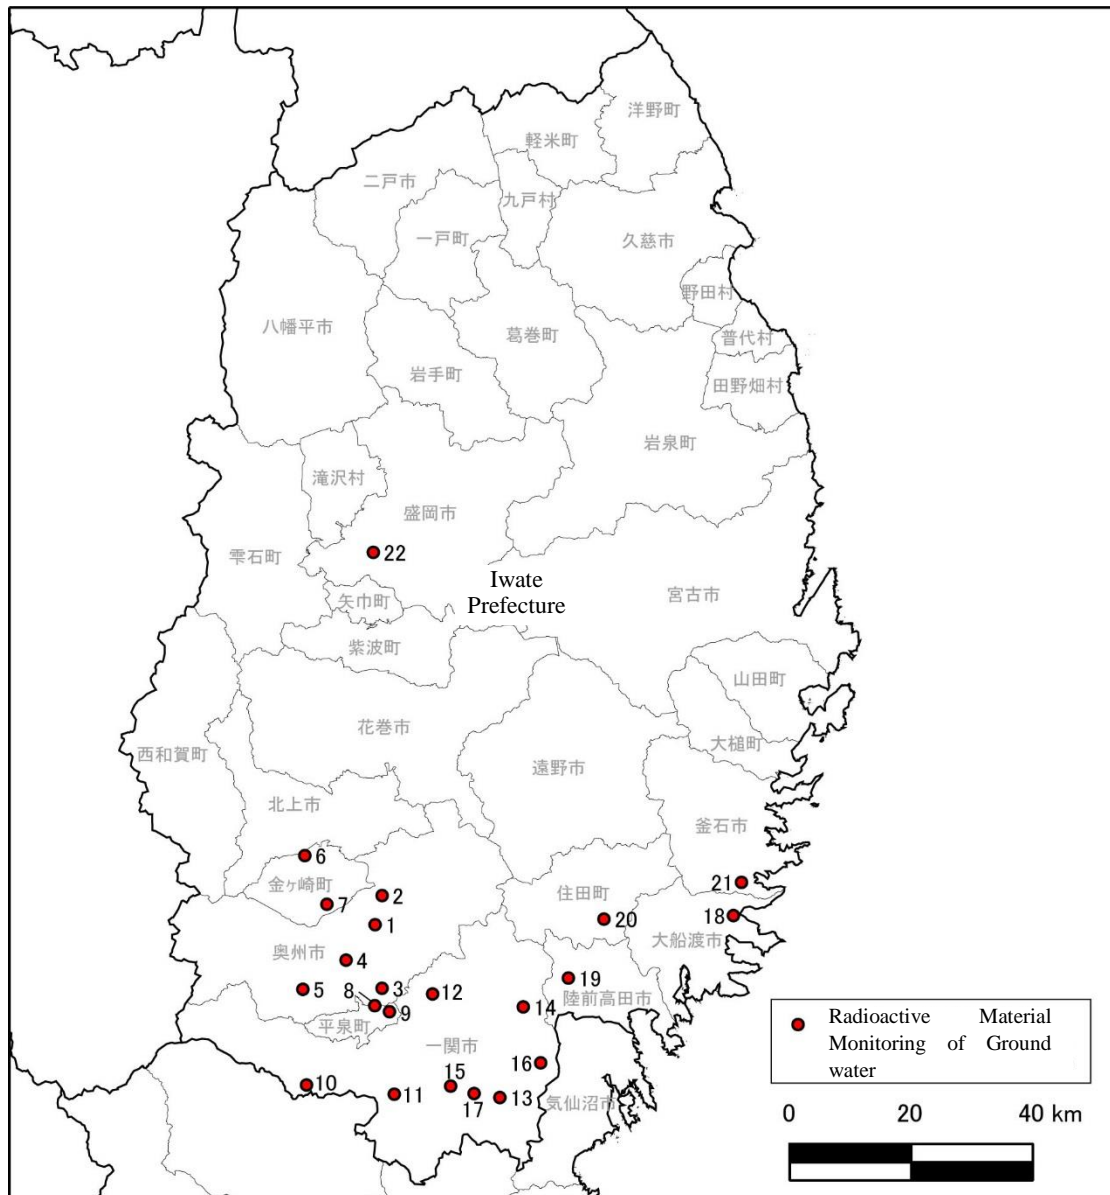 洋野町
軽米町
二戸市
九戸村
一戸町
久慈市
野田村
八幡平市
葛巻町
普代村
岩手町
田野畑村
岩泉町
滝沢村
盛岡市
雫石町
22
Iwate
Prefecture
矢巾町
宮古市
紫波町
山田町
花巻市
大槌町
西和賀町
遠野市
北上市
釜石市
6
金ヶ崎町
住田町
21
2
7
20
18
1
大船渡市
奥州市
4
19
5
8
3
12
陸前高田市
14
9
平泉町
一関市
16
10
15
11
17
13
気仙沼市
Radioactive Material
Monitoring of Ground
water
0 20 40 km